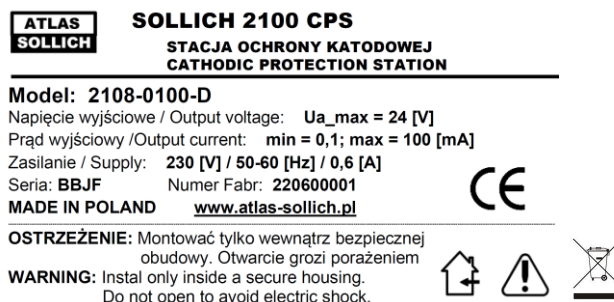 ATLAS
SOLLICH
SOLLICH 2100 CPS
STACJA OCHRONY KATODOWEJ
CATHODIC PROTECTION STATION
Model: 2108-0100-D
Napięcie wyjściowe / Output voltage: Ua_max = 24 [V]
Prąd wyjściowy /Output current: min = 0,1; max = 100 [mA]
Zasilanie / Supply: 230 [V] / 50-60 [Hz] / 0,6 [A]
Seria: BBJF Numer Fabr: 220600001
MADE IN POLAND www.atlas-sollich.pl
CE
OSTRZEŻENIE: Montować tylko wewnątrz bezpiecznej
obudowy. Otwarcie grozi porażeniem
WARNING: Instal only inside a secure housing.
Do not open to avoid electric shock.